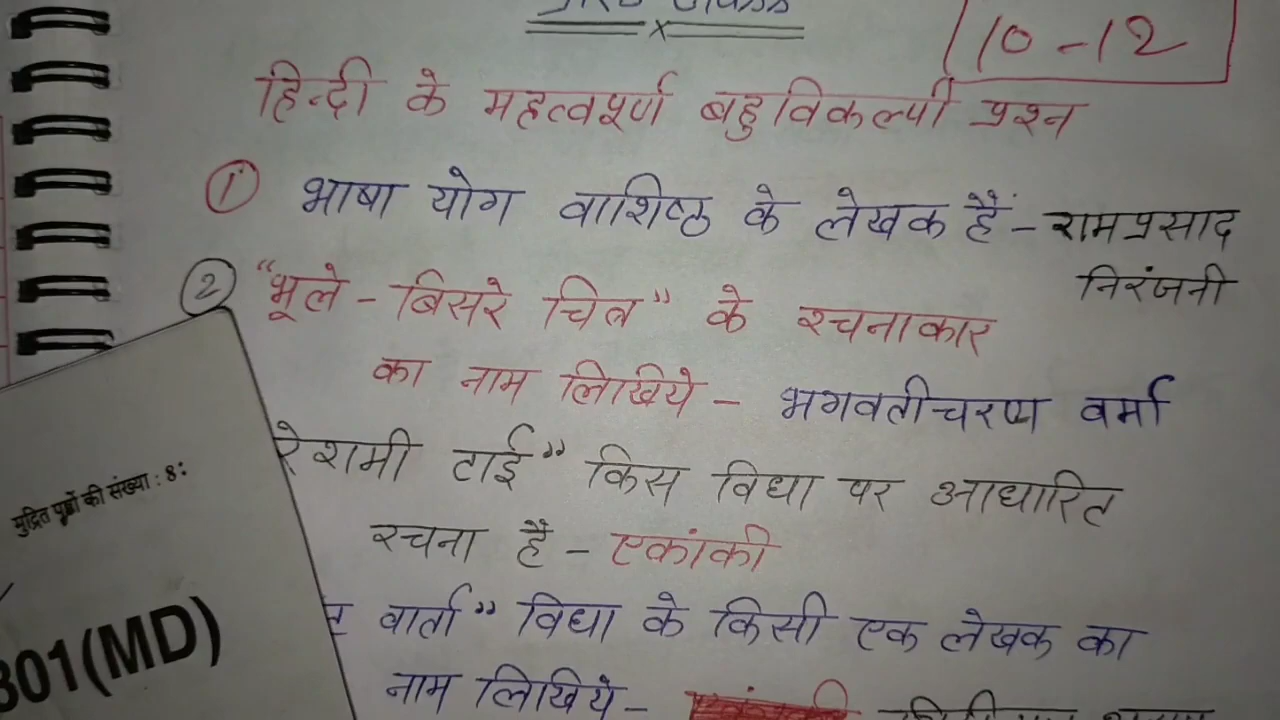 10-12
हिन्दी के महत्वपूर्ण बहुविकल्पी प्रश्न
① भाषा योग वाशिष्ठ के लेखक हैं - रामप्रसाद
निरंजनी
② "भूले - बिसरे चित्र" के रचनाकार
का नाम लिखिये - भगवतीचरण वर्मा
रेशमी टाई" किस विधा पर आधारित
रचना है - एकांकी
वार्ता" विधा के किसी एक लेखक का
नाम लिखिये -
मुद्रित पृष्ठों की संख्या : 8
301(MD)